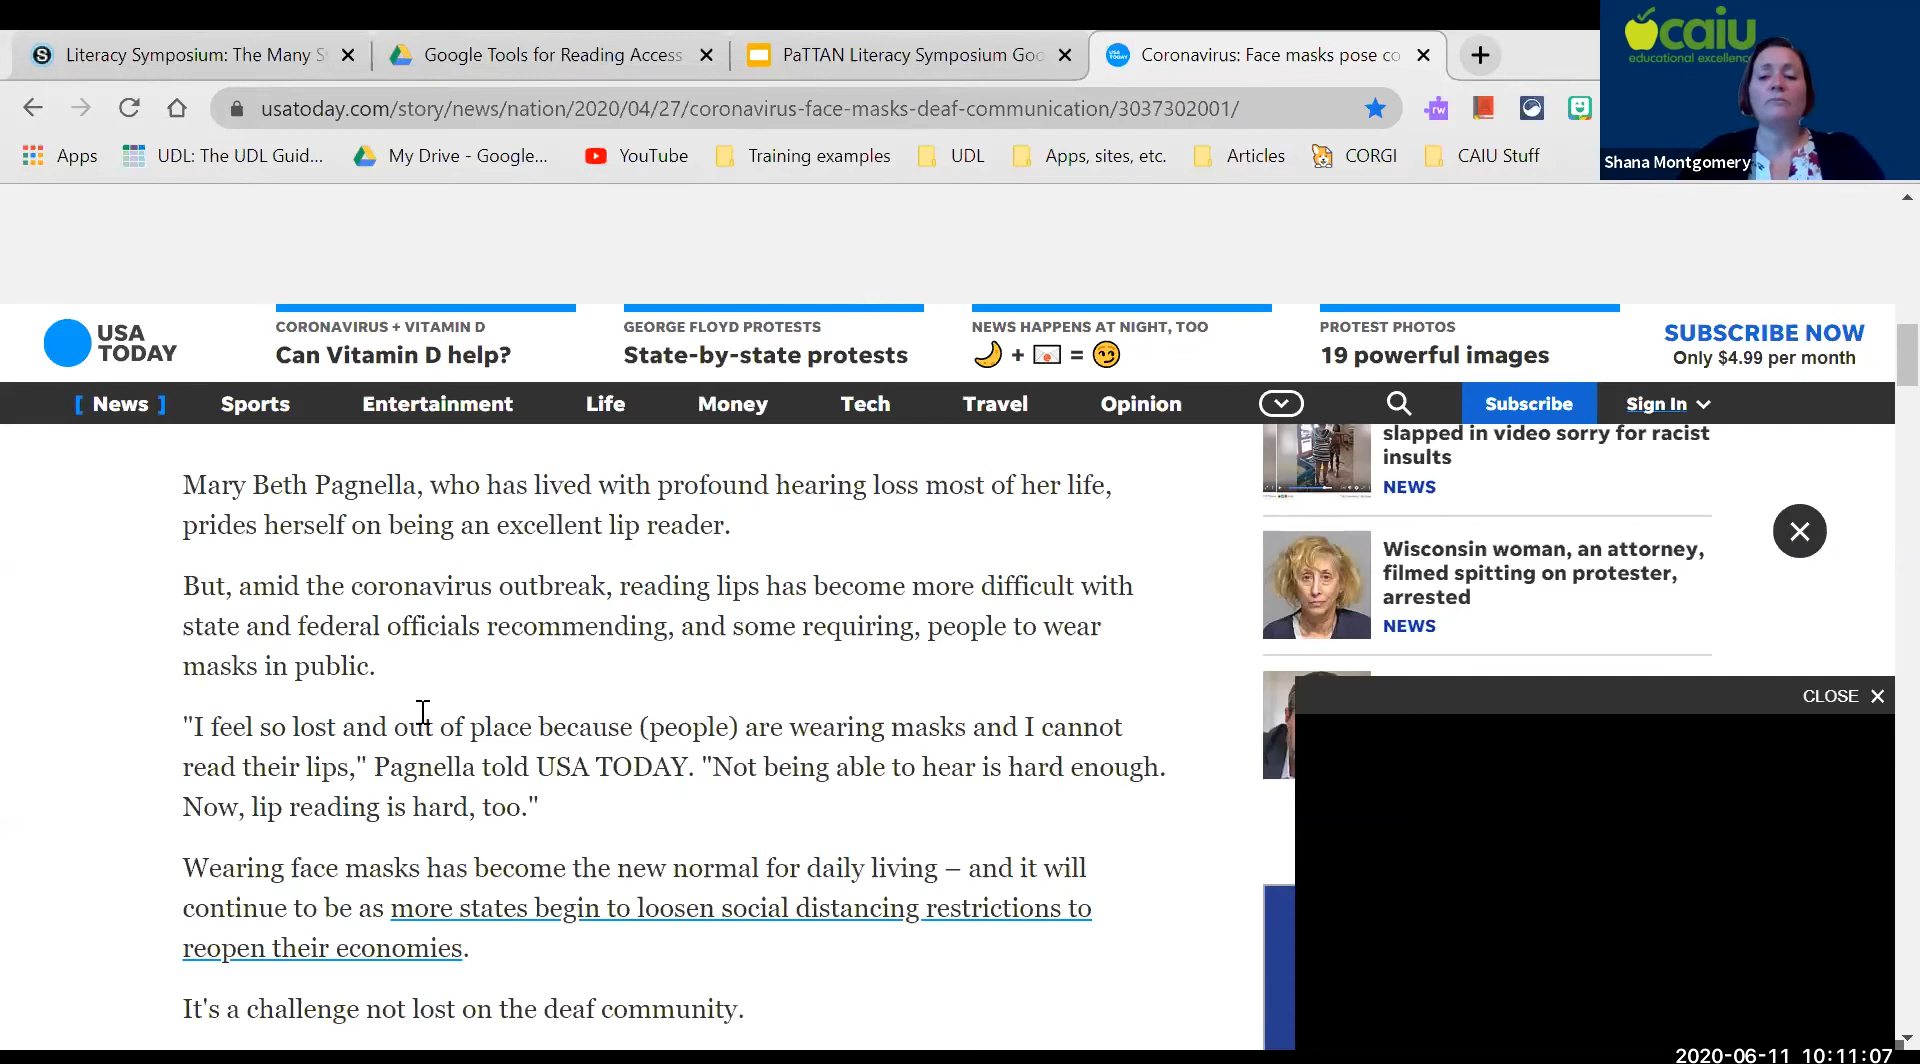 Literacy Symposium: The Many S
Google Tools for Reading Access
PaTTAN Literacy Symposium Goo
Coronavirus: Face masks pose co
caiu
educational excellenc
usatoday.com/story/news/nation/2020/04/27/coronavirus-face-masks-deaf-communication/3037302001/
rw
Apps
UDL: The UDL Guid...
My Drive - Google...
YouTube
Training examples
UDL
Apps, sites, etc.
Articles
CORGI
CAIU Stuff
Shana Montgomery
USA
TODAY
CORONAVIRUS + VITAMIN D
Can Vitamin D help?
GEORGE FLOYD PROTESTS
State-by-state protests
NEWS HAPPENS AT NIGHT, TOO
🌙 + 💌 = 😏
PROTEST PHOTOS
19 powerful images
SUBSCRIBE NOW
Only $4.99 per month
[ News ]
Sports
Entertainment
Life
Money
Tech
Travel
Opinion
Subscribe
Sign In
Mary Beth Pagnella, who has lived with profound hearing loss most of her life,
prides herself on being an excellent lip reader.
But, amid the coronavirus outbreak, reading lips has become more difficult with
state and federal officials recommending, and some requiring, people to wear
masks in public.
"I feel so lost and out of place because (people) are wearing masks and I cannot
read their lips," Pagnella told USA TODAY. "Not being able to hear is hard enough.
Now, lip reading is hard, too."
Wearing face masks has become the new normal for daily living – and it will
continue to be as more states begin to loosen social distancing restrictions to
reopen their economies.
It's a challenge not lost on the deaf community.
slapped in video sorry for racist
insults
NEWS
Wisconsin woman, an attorney,
filmed spitting on protester,
arrested
NEWS
CLOSE
2020-06-11 10:11:07